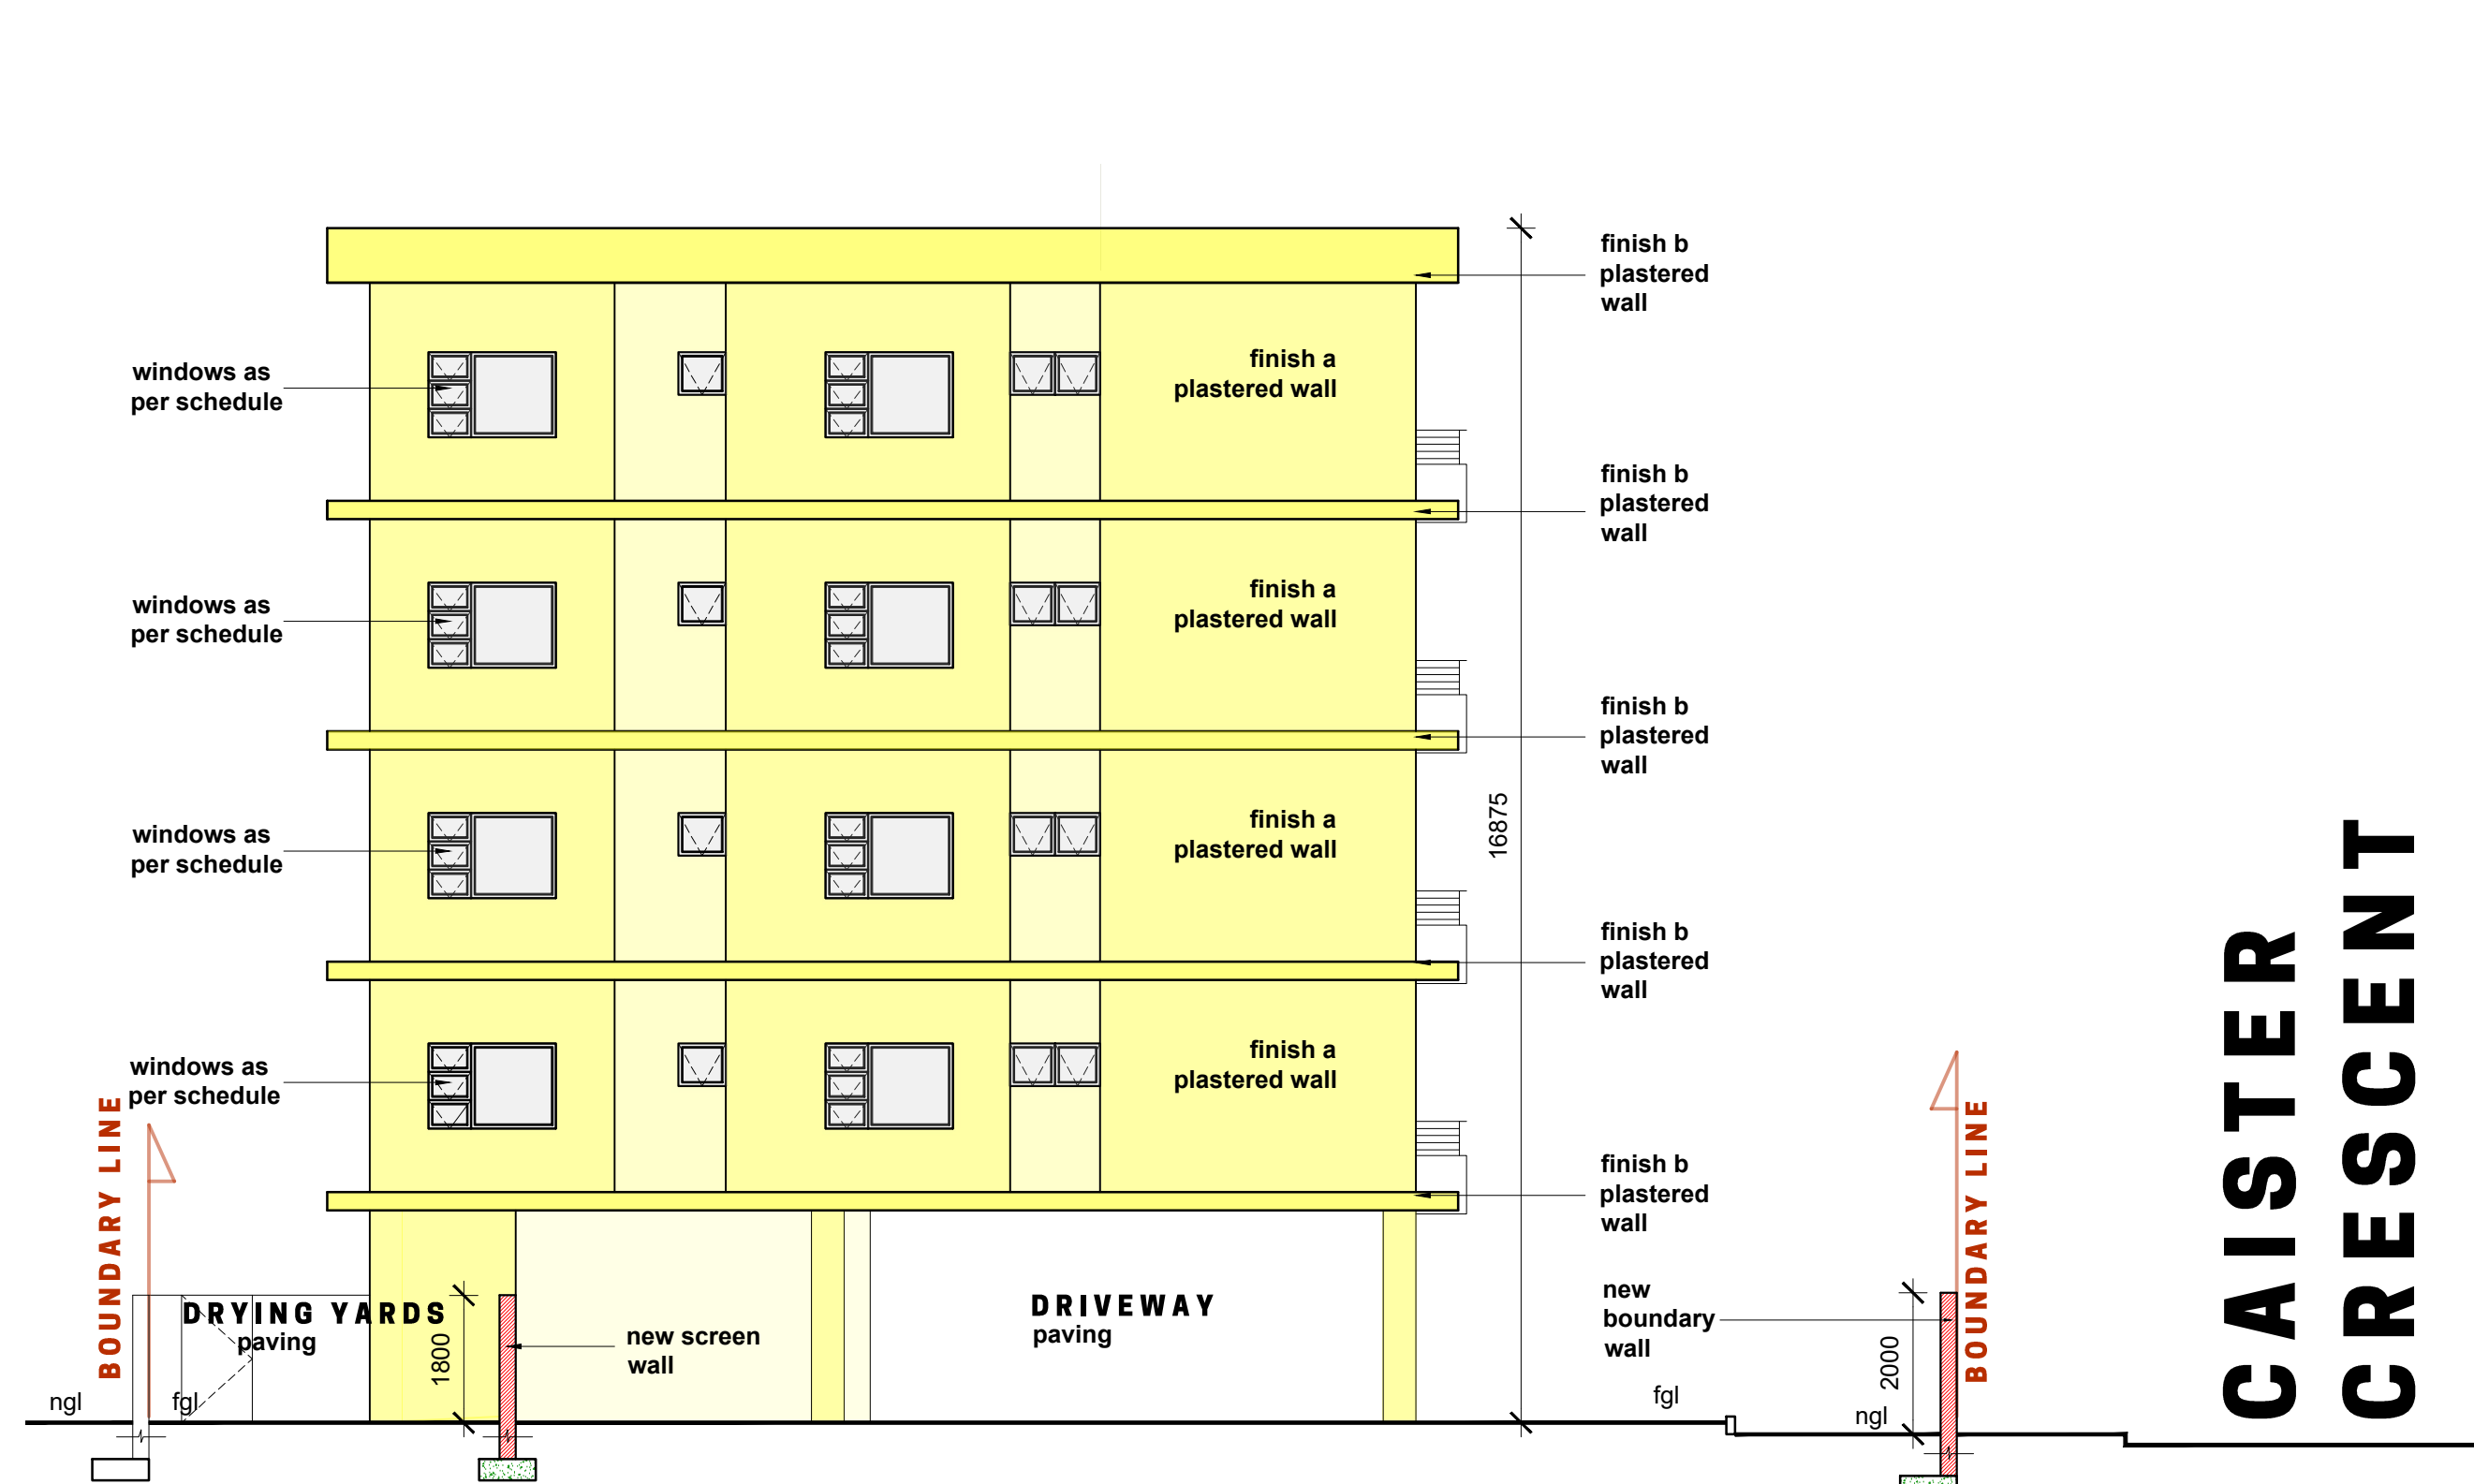 finish b
plastered
wall
finish a
plastered wall
windows as
per schedule
finish b
plastered
wall
finish a
plastered wall
windows as
per schedule
finish b
plastered
wall
16875
finish a
plastered wall
windows as
per schedule
finish b
plastered
wall
finish a
plastered wall
windows as
per schedule
finish b
plastered
wall
BOUNDARY LINE
DRYING YARDS
paving
1800
new screen
wall
DRIVEWAY
paving
new
boundary
wall
2000
BOUNDARY LINE
ngl
fgl
fgl
ngl
CAISTER
CRESCENT